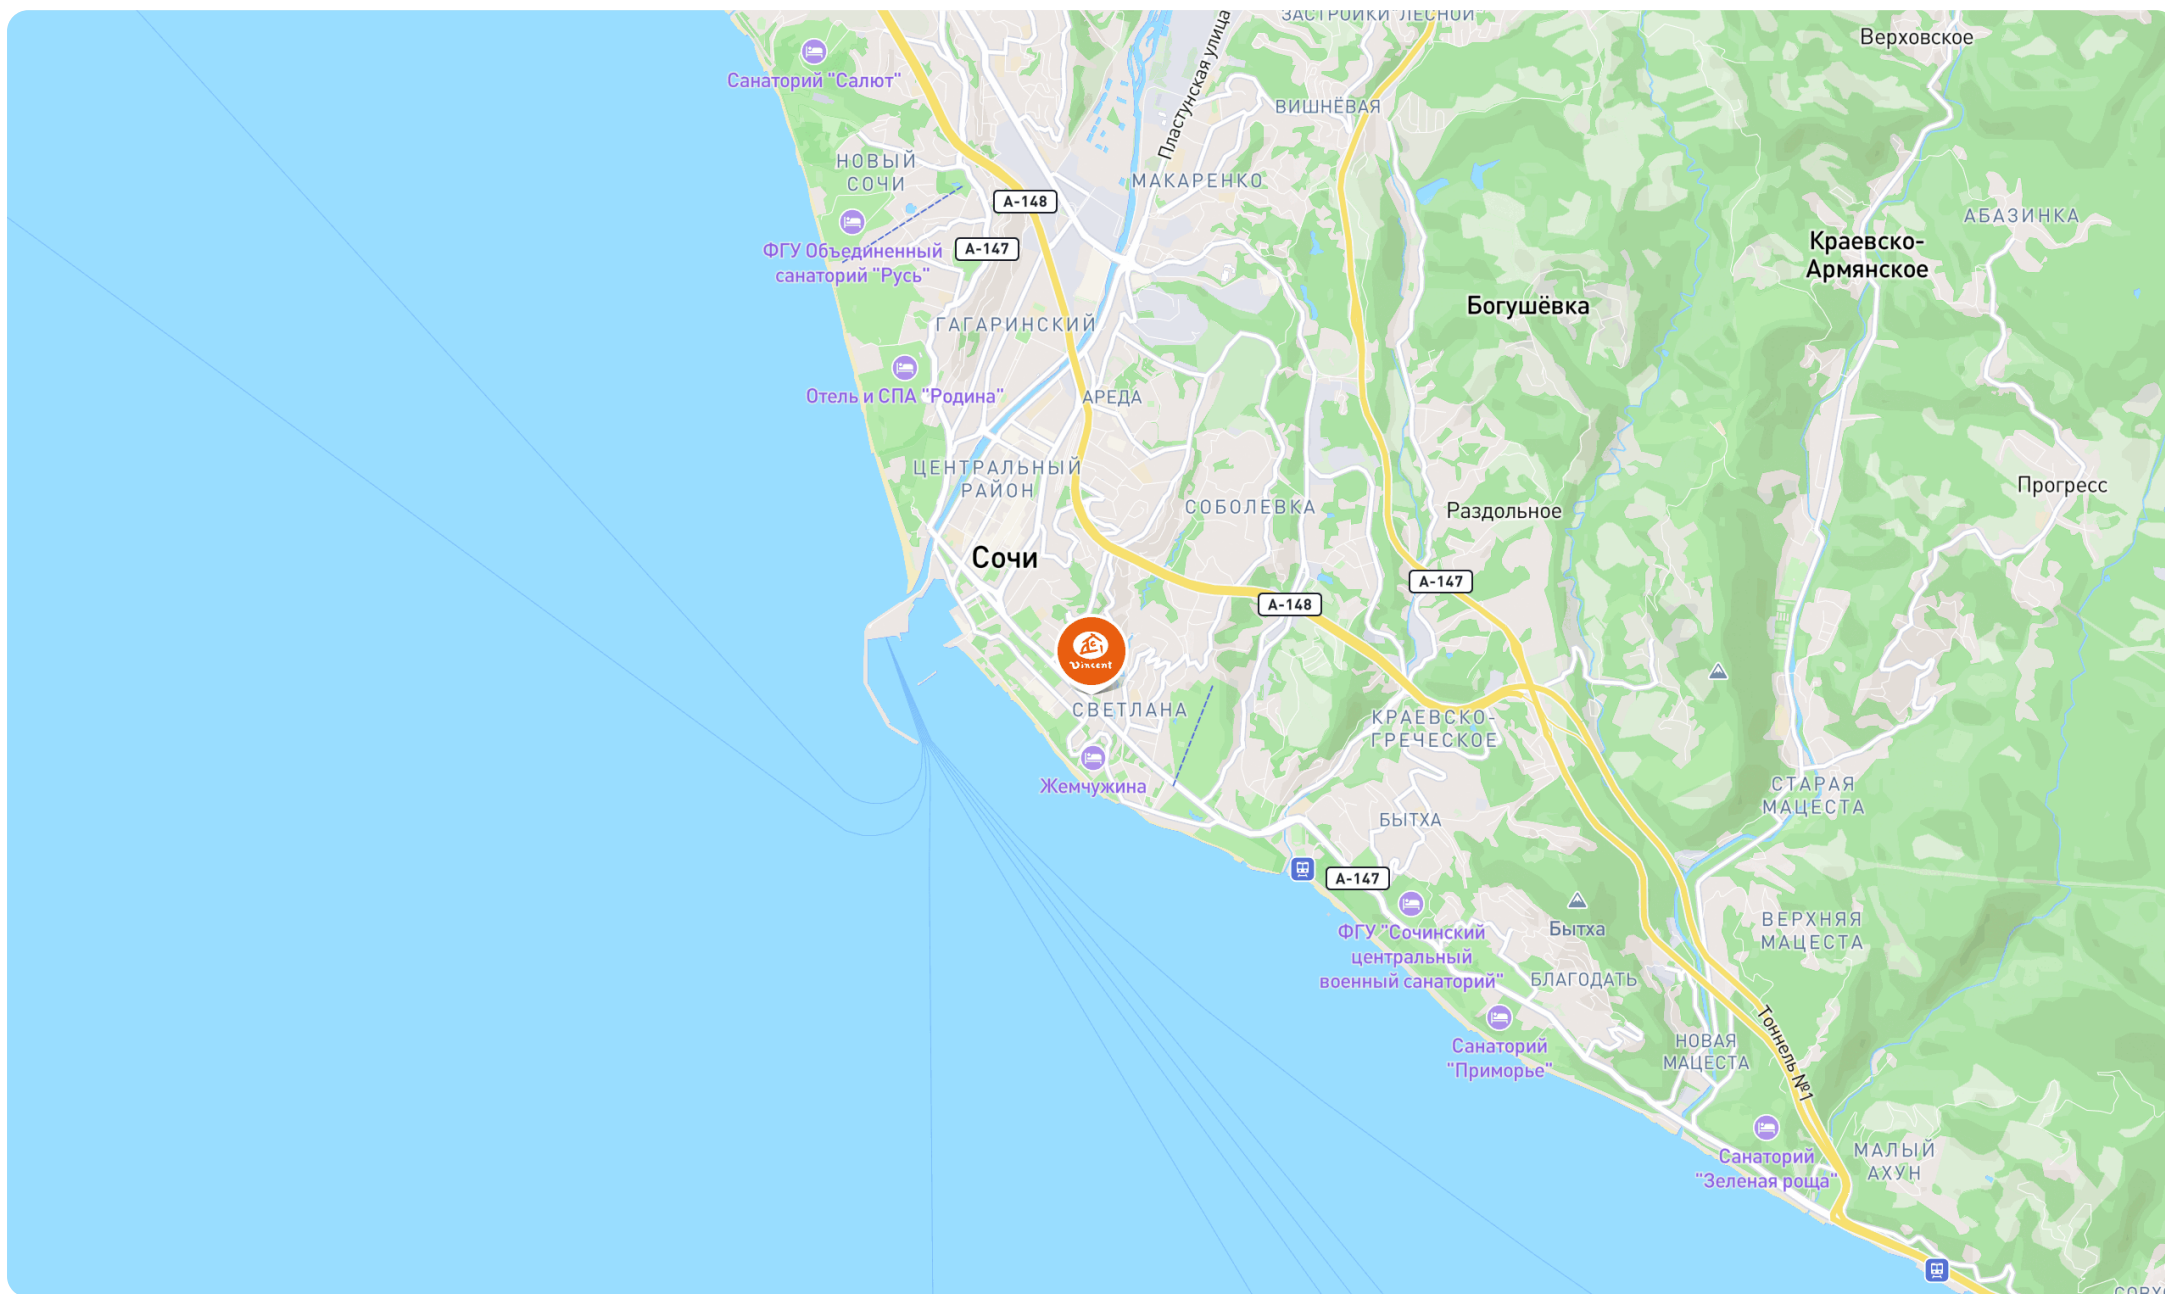 ЗАСТРОЙКИ ЛЕСНОЙ
Верховское
Санаторий "Салют"
Пластунская улица
ВИШНЁВАЯ
НОВЫЙ
СОЧИ
МАКАРЕНКО
А-148
АБАЗИНКА
А-147
ФГУ Объединенный
санаторий "Русь"
Краевско-
Армянское
Богушёвка
ГАГАРИНСКИЙ
Отель и СПА "Родина"
АРЕДА
ЦЕНТРАЛЬНЫЙ
РАЙОН
Прогресс
СОБОЛЕВКА
Раздольное
Сочи
А-147
А-148
Vincent
СВЕТЛАНА
КРАЕВСКО-
ГРЕЧЕСКОЕ
Жемчужина
СТАРАЯ
МАЦЕСТА
БЫТХА
А-147
ФГУ "Сочинский
центральный
военный санаторий"
Бытха
ВЕРХНЯЯ
МАЦЕСТА
БЛАГОДАТЬ
Санаторий
"Приморье"
НОВАЯ
МАЦЕСТА
Тоннель №1
Санаторий
"Зеленая роща"
МАЛЫЙ
АХУН